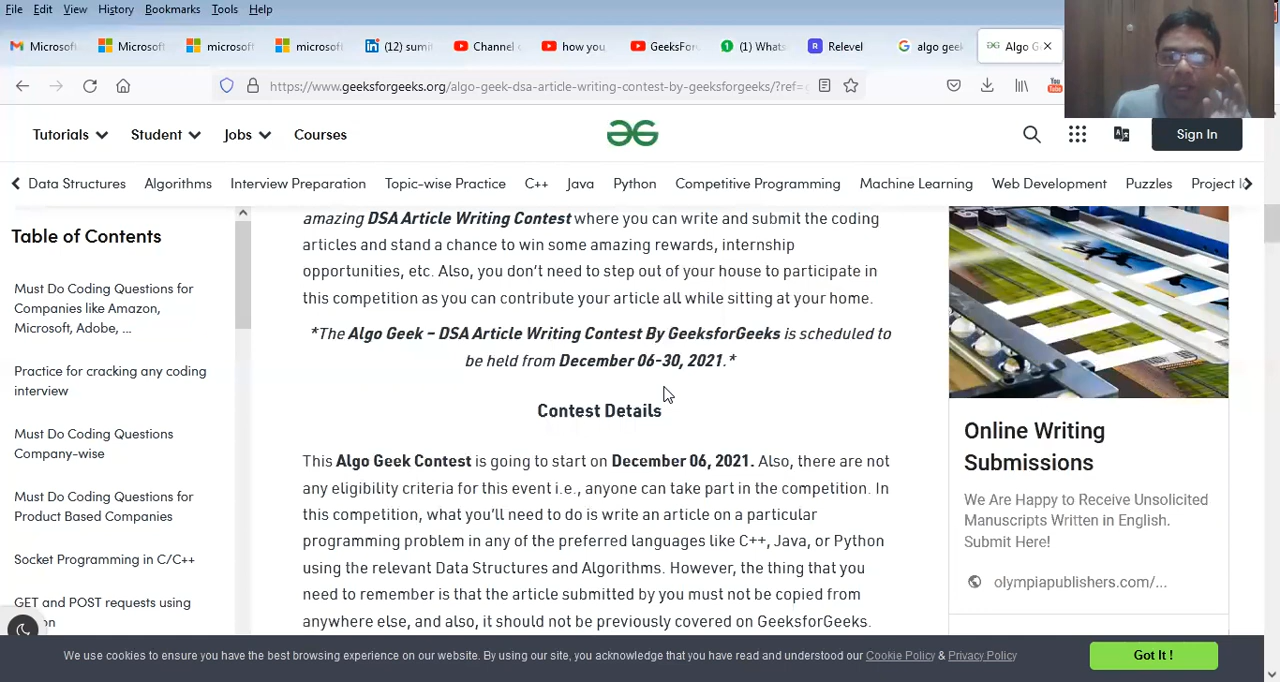 File Edit View History Bookmarks Tools Help
Microsof Microsof microsof microsof (12) sumi Channel how you GeeksFor (1) Whats Relevel algo geek Algo G
https://www.geeksforgeeks.org/algo-geek-dsa-article-writing-contest-by-geeksforgeeks/?ref=
Tutorials Student Jobs Courses Sign In
Data Structures Algorithms Interview Preparation Topic-wise Practice C++ Java Python Competitive Programming Machine Learning Web Development Puzzles Project
Table of Contents
Must Do Coding Questions for
Companies like Amazon,
Microsoft, Adobe, ...
Practice for cracking any coding
interview
Must Do Coding Questions
Company-wise
Must Do Coding Questions for
Product Based Companies
Socket Programming in C/C++
GET and POST requests using
amazing DSA Article Writing Contest where you can write and submit the coding
articles and stand a chance to win some amazing rewards, internship
opportunities, etc. Also, you don't need to step out of your house to participate in
this competition as you can contribute your article all while sitting at your home.
*The Algo Geek – DSA Article Writing Contest By GeeksforGeeks is scheduled to
be held from December 06-30, 2021.*
Contest Details
This Algo Geek Contest is going to start on December 06, 2021. Also, there are not
any eligibility criteria for this event i.e., anyone can take part in the competition. In
this competition, what you'll need to do is write an article on a particular
programming problem in any of the preferred languages like C++, Java, or Python
using the relevant Data Structures and Algorithms. However, the thing that you
need to remember is that the article submitted by you must not be copied from
anywhere else, and also, it should not be previously covered on GeeksforGeeks.
Online Writing
Submissions
We Are Happy to Receive Unsolicited
Manuscripts Written in English.
Submit Here!
olympiapublishers.com/...
We use cookies to ensure you have the best browsing experience on our website. By using our site, you acknowledge that you have read and understood our Cookie Policy & Privacy Policy
Got It !